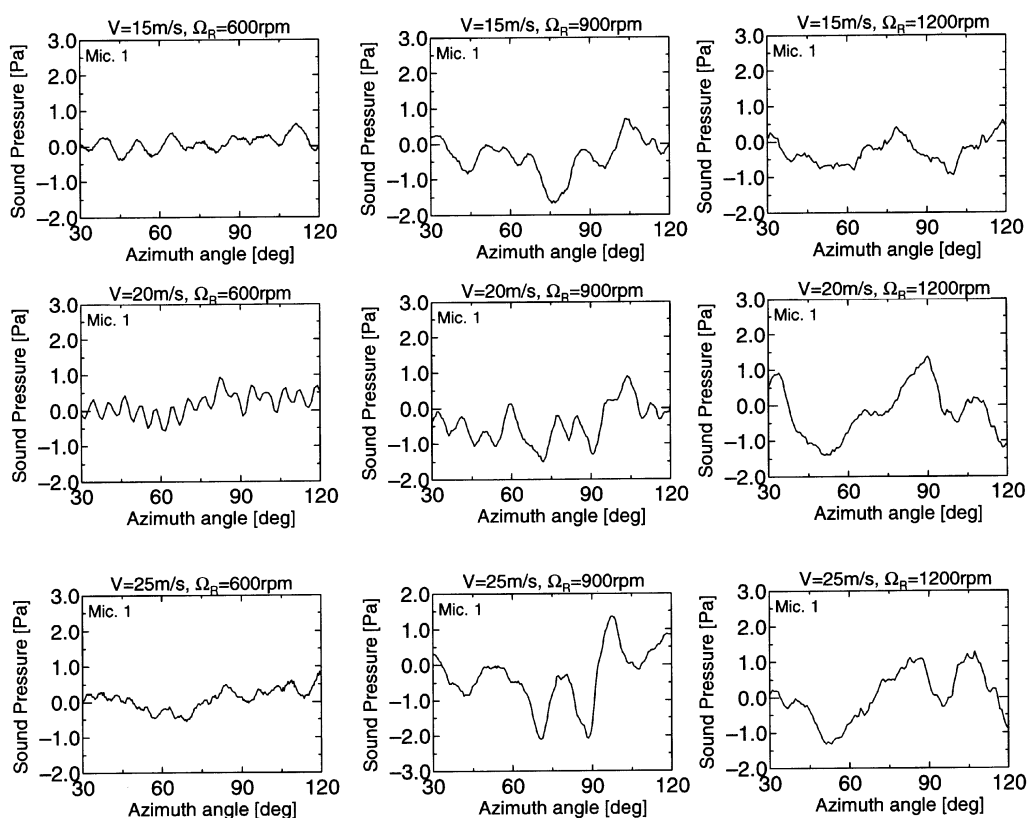 V=15m/s, Ω_R=600rpm
Mic. 1
Sound Pressure [Pa]
3.0
2.0
1.0
0.0
−1.0
−2.0
30 60 90 120
Azimuth angle [deg]
V=15m/s, Ω_R=900rpm
Mic. 1
Sound Pressure [Pa]
3.0
2.0
1.0
0.0
−1.0
−2.0
30 60 90 120
Azimuth angle [deg]
V=15m/s, Ω_R=1200rpm
Mic. 1
Sound Pressure [Pa]
3.0
2.0
1.0
0.0
−1.0
−2.0
30 60 90 120
Azimuth angle [deg]
V=20m/s, Ω_R=600rpm
Mic. 1
Sound Pressure [Pa]
3.0
2.0
1.0
0.0
−1.0
−2.0
30 60 90 120
Azimuth angle [deg]
V=20m/s, Ω_R=900rpm
Mic. 1
Sound Pressure [Pa]
3.0
2.0
1.0
0.0
−1.0
−2.0
30 60 90 120
Azimuth angle [deg]
V=20m/s, Ω_R=1200rpm
Mic. 1
Sound Pressure [Pa]
3.0
2.0
1.0
0.0
−1.0
−2.0
30 60 90 120
Azimuth angle [deg]
V=25m/s, Ω_R=600rpm
Mic. 1
Sound Pressure [Pa]
3.0
2.0
1.0
0.0
−1.0
−2.0
30 60 90 120
Azimuth angle [deg]
V=25m/s, Ω_R=900rpm
Mic. 1
Sound Pressure [Pa]
2.0
1.0
0.0
−1.0
−2.0
−3.0
30 60 90 120
Azimuth angle [deg]
V=25m/s, Ω_R=1200rpm
Mic. 1
Sound Pressure [Pa]
3.0
2.0
1.0
0.0
−1.0
−2.0
30 60 90 120
Azimuth angle [deg]